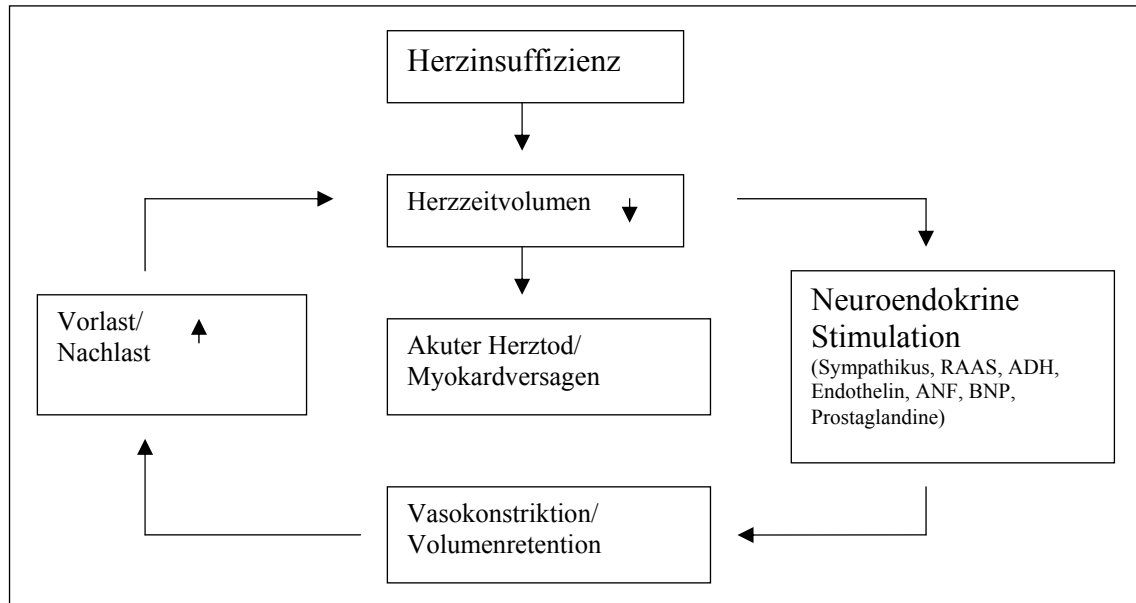 Herzinsuffizienz
Herzzeitvolumen
Vorlast/
Nachlast
Akuter Herztod/
Myokardversagen
Neuroendokrine
Stimulation
(Sympathikus, RAAS, ADH,
Endothelin, ANF, BNP,
Prostaglandine)
Vasokonstriktion/
Volumenretention